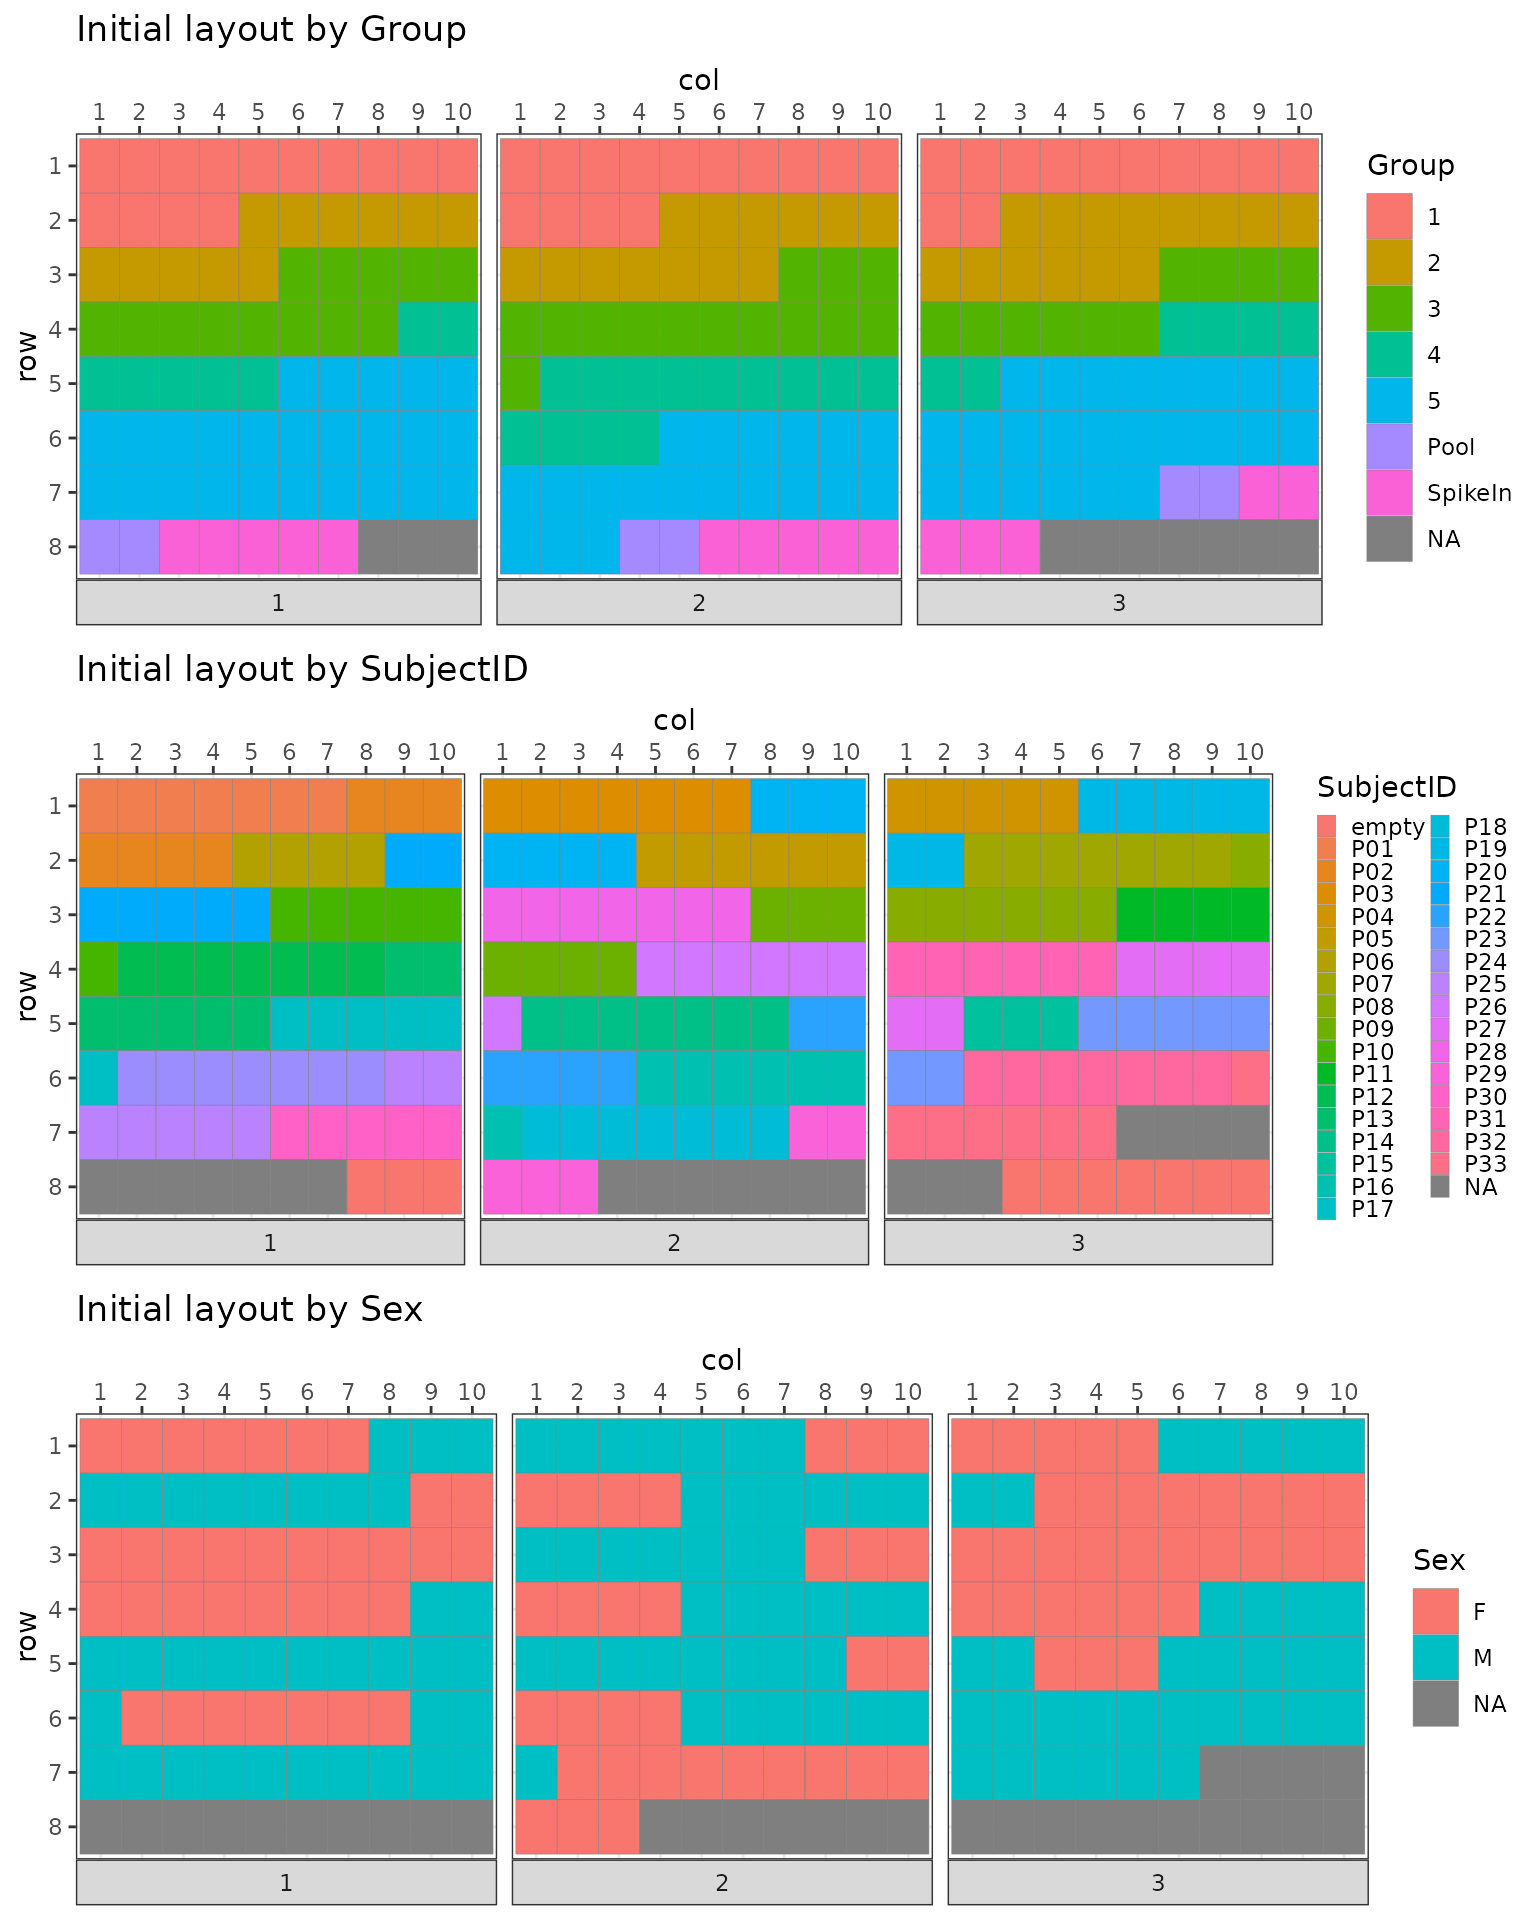 Initial layout by Group
col
1 2 3 4 5 6 7 8 9 10 1 2 3 4 5 6 7 8 9 10 1 2 3 4 5 6 7 8 9 10
row
1
2
3
4
5
6
7
8
1 2 3
Group
1
2
3
4
5
Pool
SpikeIn
NA
Initial layout by SubjectID
col
1 2 3 4 5 6 7 8 9 10 1 2 3 4 5 6 7 8 9 10 1 2 3 4 5 6 7 8 9 10
row
1
2
3
4
5
6
7
8
1 2 3
SubjectID
empty P18
P01 P19
P02 P20
P03 P21
P04 P22
P05 P23
P06 P24
P07 P25
P08 P26
P09 P27
P10 P28
P11 P29
P12 P30
P13 P31
P14 P32
P15 P33
P16 NA
P17
Initial layout by Sex
col
1 2 3 4 5 6 7 8 9 10 1 2 3 4 5 6 7 8 9 10 1 2 3 4 5 6 7 8 9 10
row
1
2
3
4
5
6
7
8
1 2 3
Sex
F
M
NA